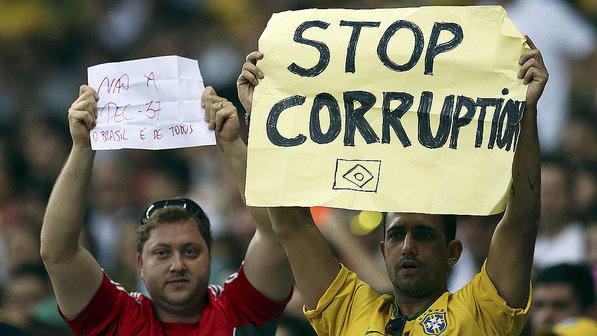 NÃO A
PEC-37
O BRASIL É DE TODOS
STOP
CORRUPTION